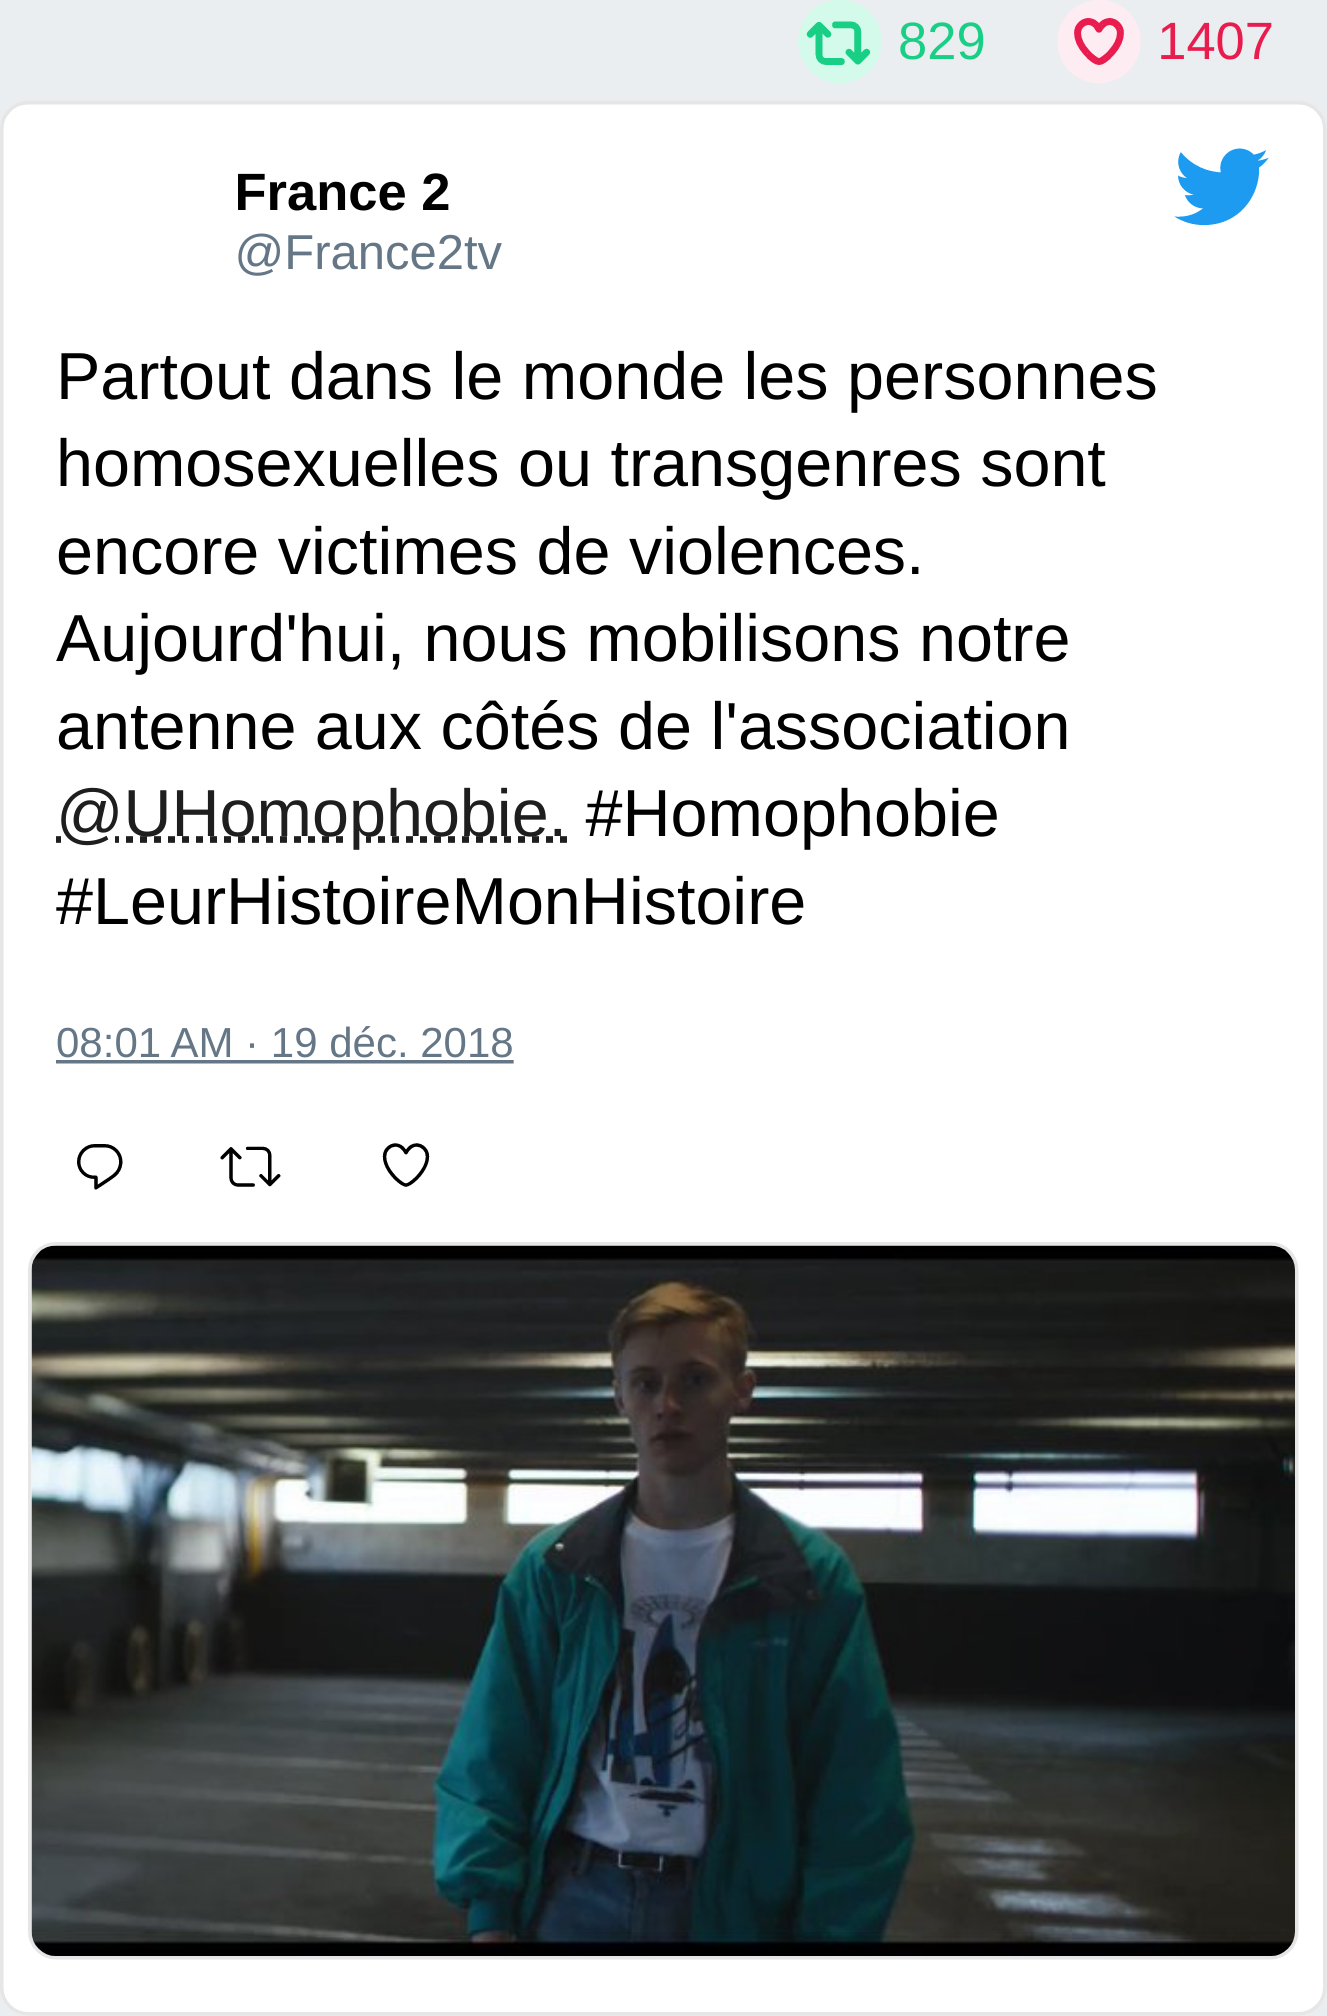 829 1407
France 2
@France2tv
Partout dans le monde les personnes
homosexuelles ou transgenres sont
encore victimes de violences.
Aujourd'hui, nous mobilisons notre
antenne aux côtés de l'association
@UHomophobie. #Homophobie
#LeurHistoireMonHistoire
08:01 AM · 19 déc. 2018